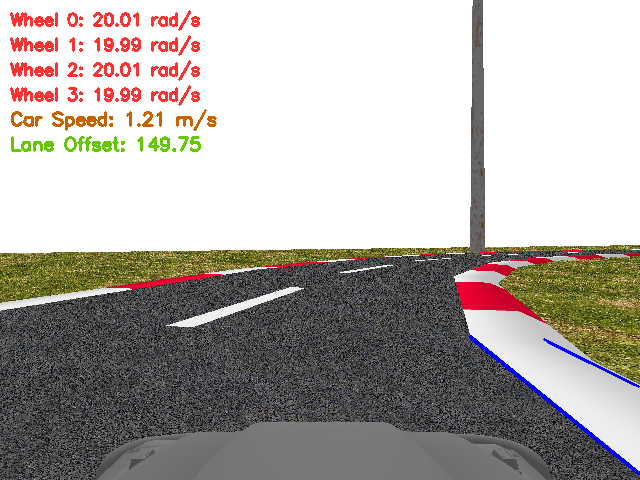 Wheel 0: 20.01 rad/s
Wheel 1: 19.99 rad/s
Wheel 2: 20.01 rad/s
Wheel 3: 19.99 rad/s
Car Speed: 1.21 m/s
Lane Offset: 149.75